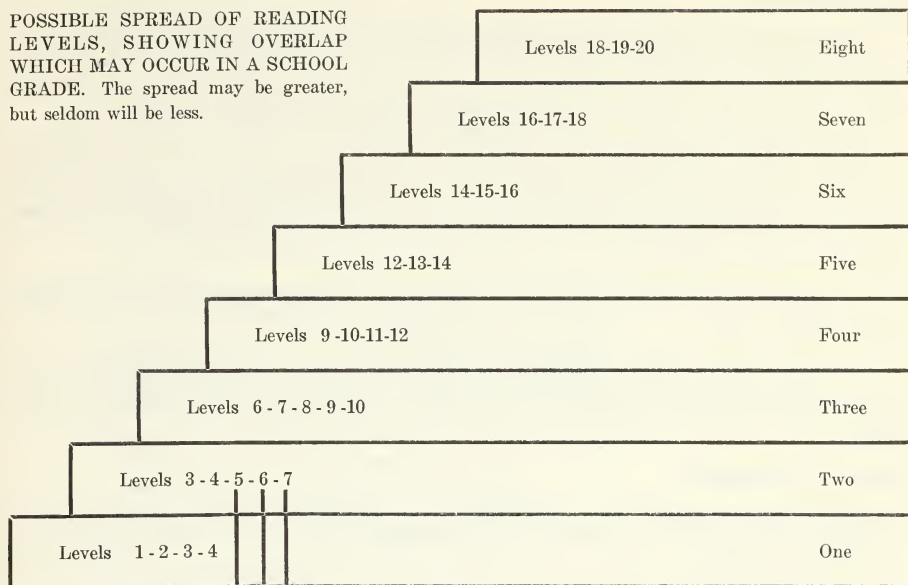 POSSIBLE SPREAD OF READING
LEVELS, SHOWING OVERLAP
WHICH MAY OCCUR IN A SCHOOL
GRADE. The spread may be greater,
but seldom will be less.
Levels 18-19-20 Eight
Levels 16-17-18 Seven
Levels 14-15-16 Six
Levels 12-13-14 Five
Levels 9 -10-11-12 Four
Levels 6 - 7 - 8 - 9 -10 Three
Levels 3 - 4 - 5 - 6 - 7 Two
Levels 1 - 2 - 3 - 4 One